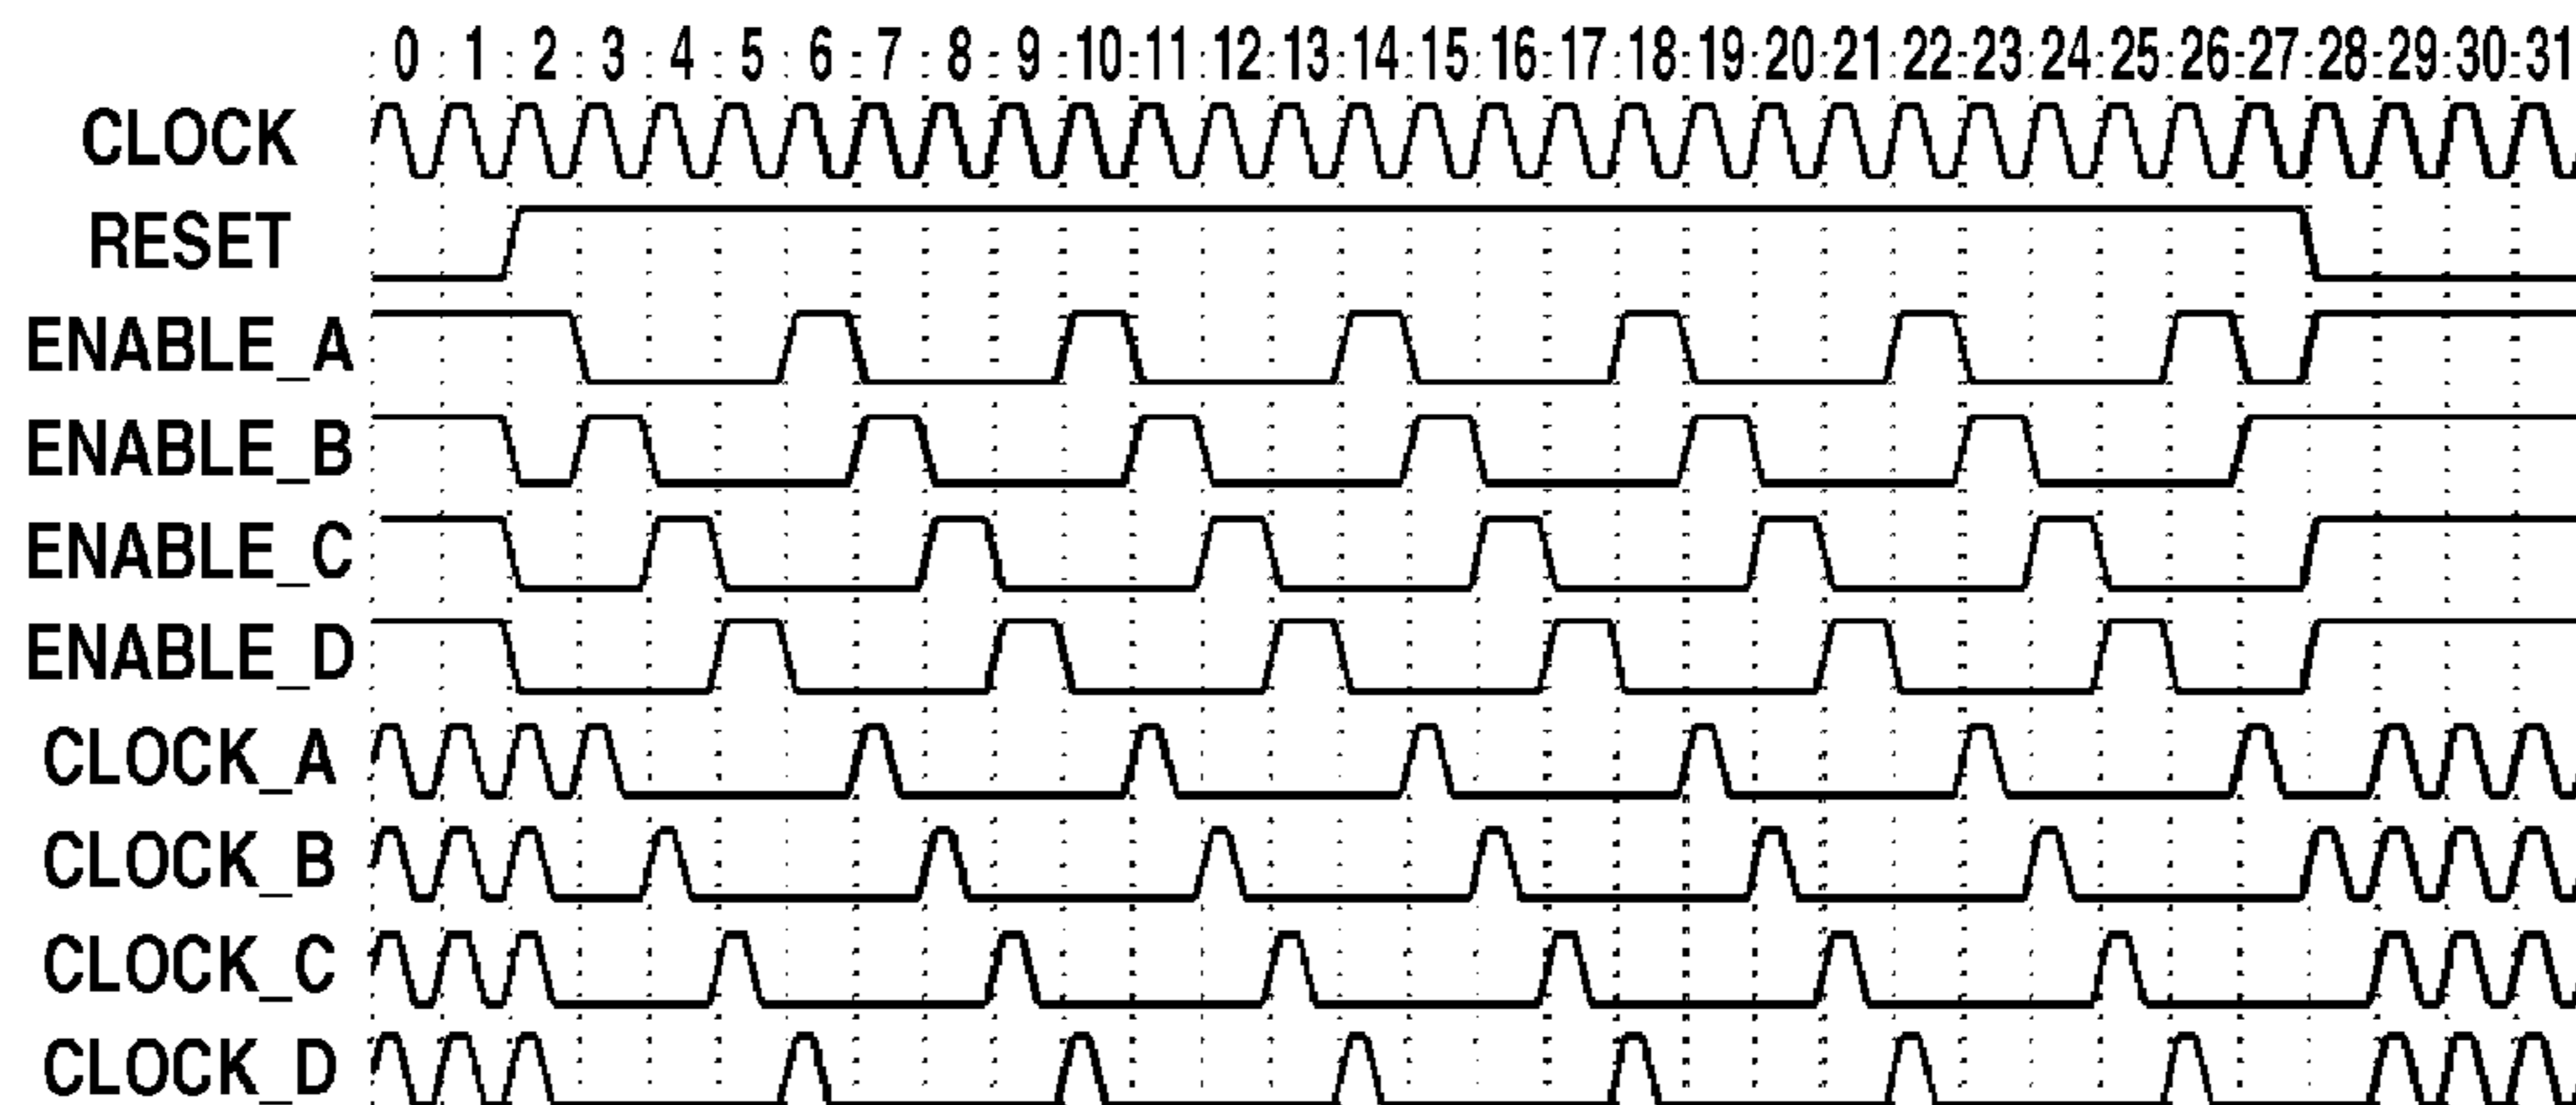 0 1 2 3 4 5 6 7 8 9 10 11 12 13 14 15 16 17 18 19 20 21 22 23 24 25 26 27 28 29 30 31
CLOCK
RESET
ENABLE_A
ENABLE_B
ENABLE_C
ENABLE_D
CLOCK_A
CLOCK_B
CLOCK_C
CLOCK_D